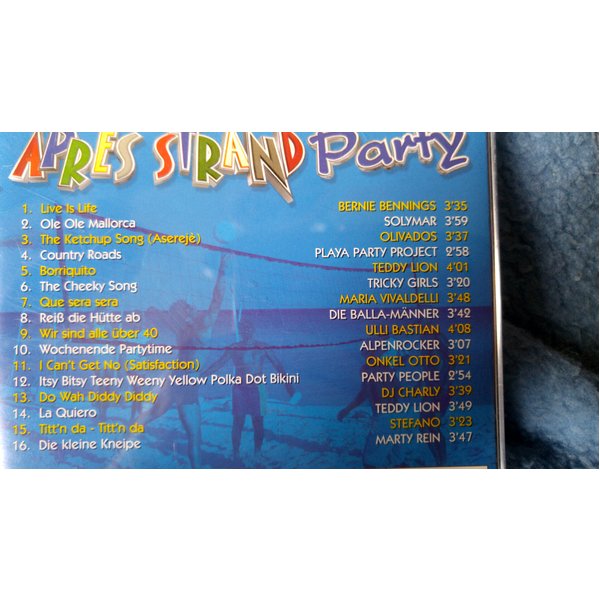 APRES STRAND Party
1. Live Is Life BERNIE BENNINGS 3'35
2. Ole Ole Mallorca SOLYMAR 3'59
3. The Ketchup Song (Aserejè) OLIVADOS 3'37
4. Country Roads PLAYA PARTY PROJECT 2'58
5. Borriquito TEDDY LION 4'01
6. The Cheeky Song TRICKY GIRLS 3'20
7. Que sera sera MARIA VIVALDELLI 3'48
8. Reiß die Hütte ab DIE BALLA-MÄNNER 3'42
9. Wir sind alle über 40 ULLI BASTIAN 4'08
10. Wochenende Partytime ALPENROCKER 3'07
11. I Can't Get No (Satisfaction) ONKEL OTTO 3'21
12. Itsy Bitsy Teeny Weeny Yellow Polka Dot Bikini PARTY PEOPLE 2'54
13. Do Wah Diddy Diddy DJ CHARLY 3'39
14. La Quiero TEDDY LION 3'49
15. Titt'n da - Titt'n da STEFANO 3'23
16. Die kleine Kneipe MARTY REIN 3'47